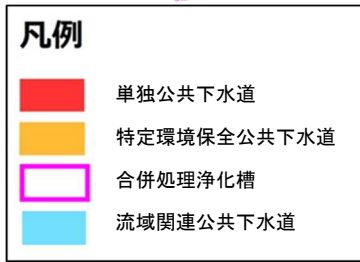 凡例
単独公共下水道
特定環境保全公共下水道
合併処理浄化槽
流域関連公共下水道